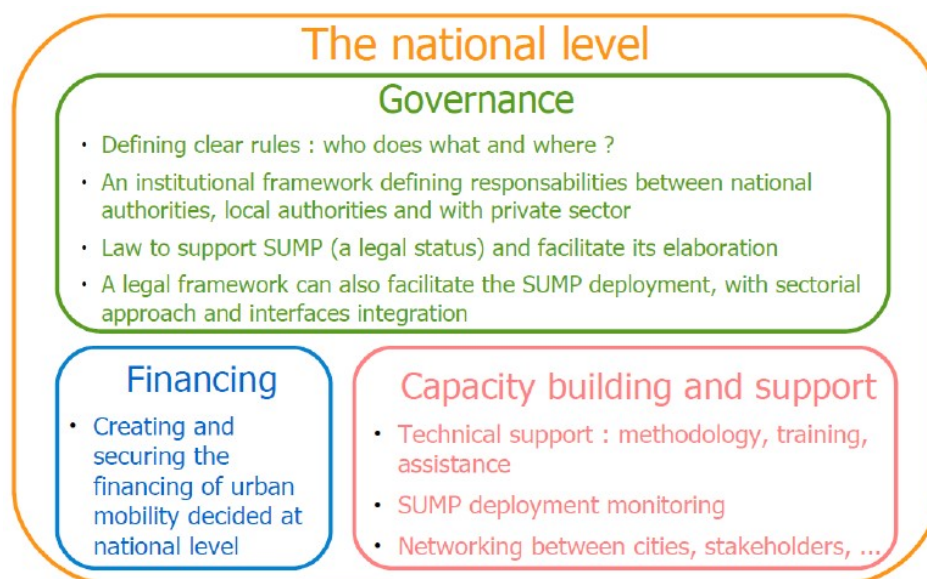 The national level
Governance
· Defining clear rules : who does what and where ?
· An institutional framework defining responsabilities between national
authorities, local authorities and with private sector
· Law to support SUMP (a legal status) and facilitate its elaboration
· A legal framework can also facilitate the SUMP deployment, with sectorial
approach and interfaces integration
Financing
· Creating and
securing the
financing of urban
mobility decided at
national level
Capacity building and support
· Technical support : methodology, training,
assistance
· SUMP deployment monitoring
· Networking between cities, stakeholders, ...